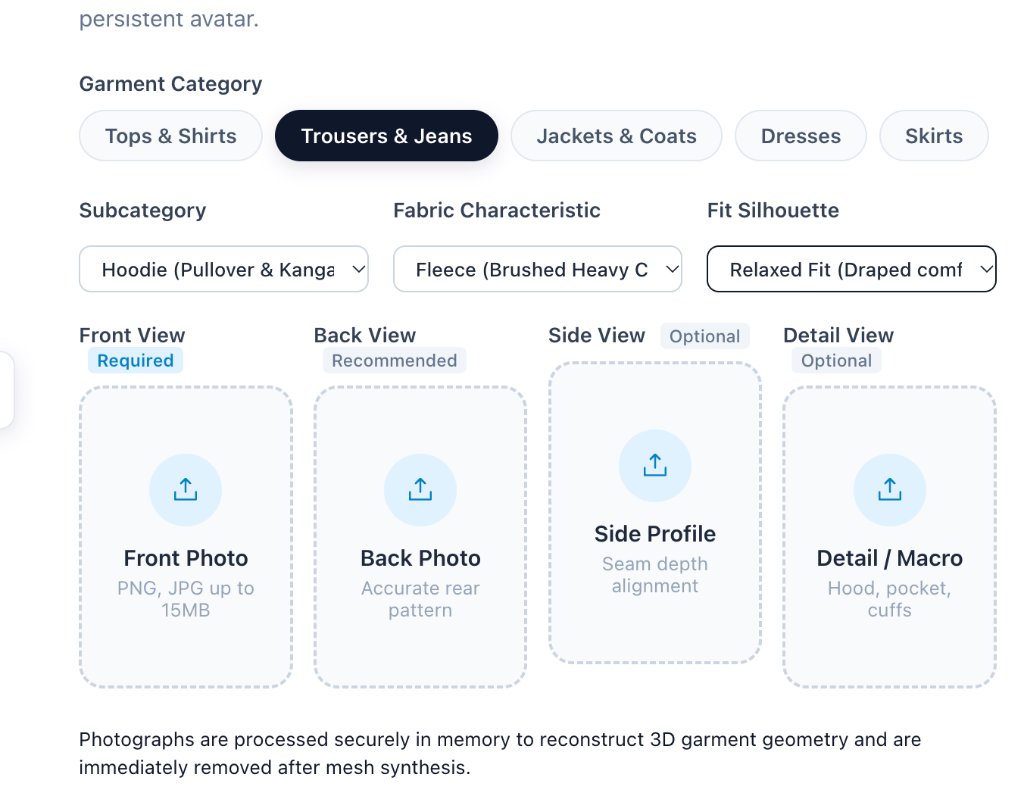 persistent avatar.
Garment Category
Tops & Shirts
Trousers & Jeans
Jackets & Coats
Dresses
Skirts
Subcategory
Fabric Characteristic
Fit Silhouette
Hoodie (Pullover & Kanga
Fleece (Brushed Heavy C
Relaxed Fit (Draped comf
Front View
Required
Back View
Recommended
Side View Optional
Detail View
Optional
Front Photo
PNG, JPG up to
15MB
Back Photo
Accurate rear
pattern
Side Profile
Seam depth
alignment
Detail / Macro
Hood, pocket,
cuffs
Photographs are processed securely in memory to reconstruct 3D garment geometry and are
immediately removed after mesh synthesis.